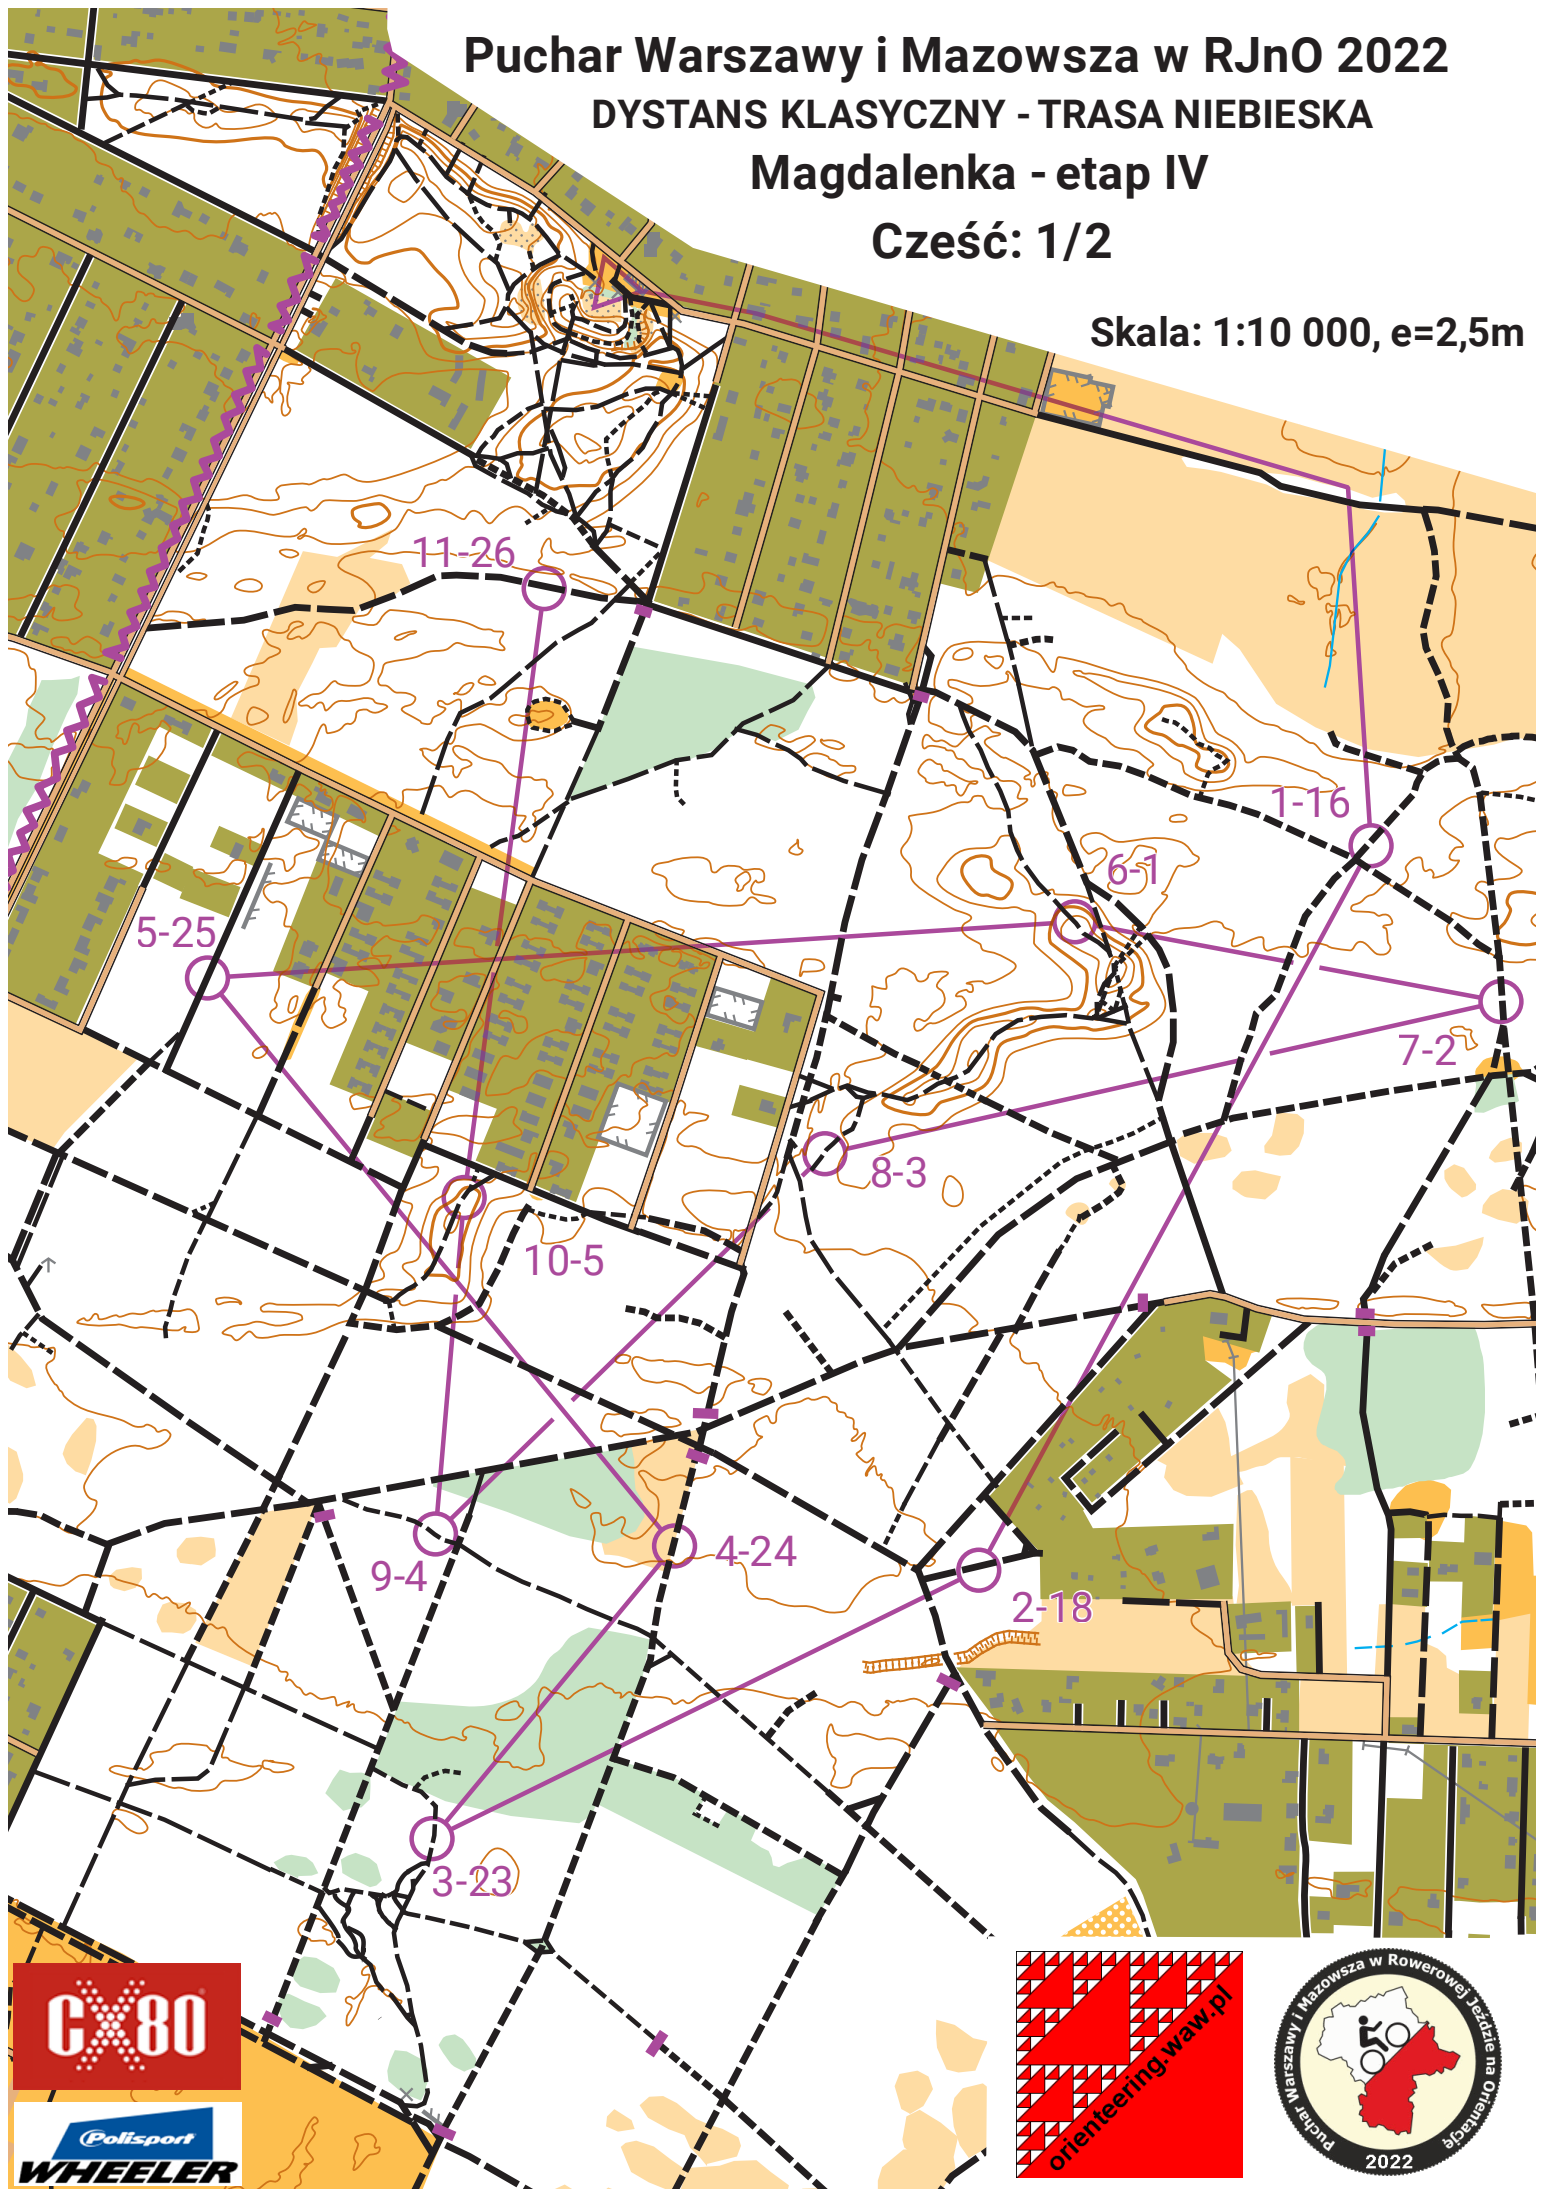 Puchar Warszawy i Mazowsza w RJnO 2022
DYSTANS KLASYCZNY - TRASA NIEBIESKA
Magdalenka - etap IV
Cześć: 1/2
Skala: 1:10 000, e=2,5m
11-26
1-16
6-1
5-25
7-2
8-3
10-5
4-24
9-4
2-18
3-23
CX80
Polisport
WHEELER
orienteering.waw.pl
Puchar Warszawy i Mazowsza w Rowerowej Jeździe na Orientację
2022